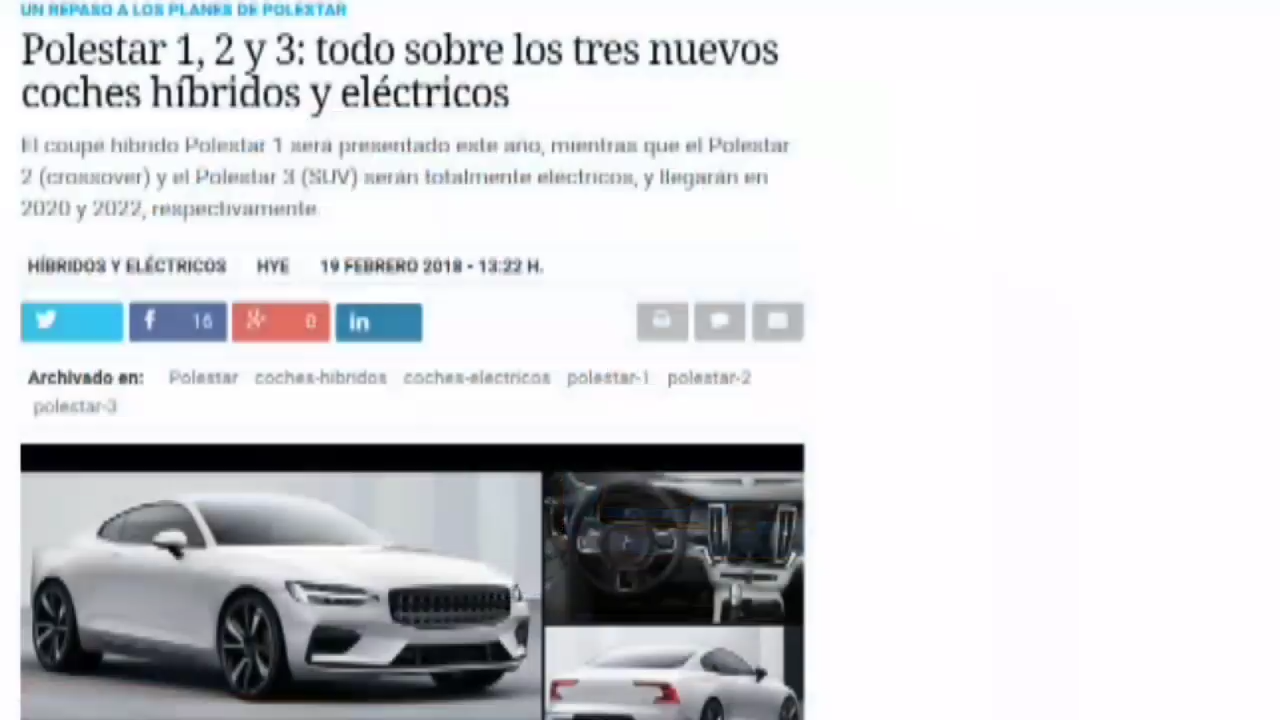 UN REPASO A LOS PLANES DE POLESTAR
Polestar 1, 2 y 3: todo sobre los tres nuevos
coches híbridos y eléctricos
El coupé híbrido Polestar 1 será presentado este año, mientras que el Polestar
2 (crossover) y el Polestar 3 (SUV) serán totalmente eléctricos, y llegarán en
2020 y 2022, respectivamente.
HÍBRIDOS Y ELÉCTRICOS HYE 19 FEBRERO 2018 - 13:22 H.
16 0 in
Archivado en: Polestar coches-hibridos coches-electricos polestar-1 polestar-2
polestar-3